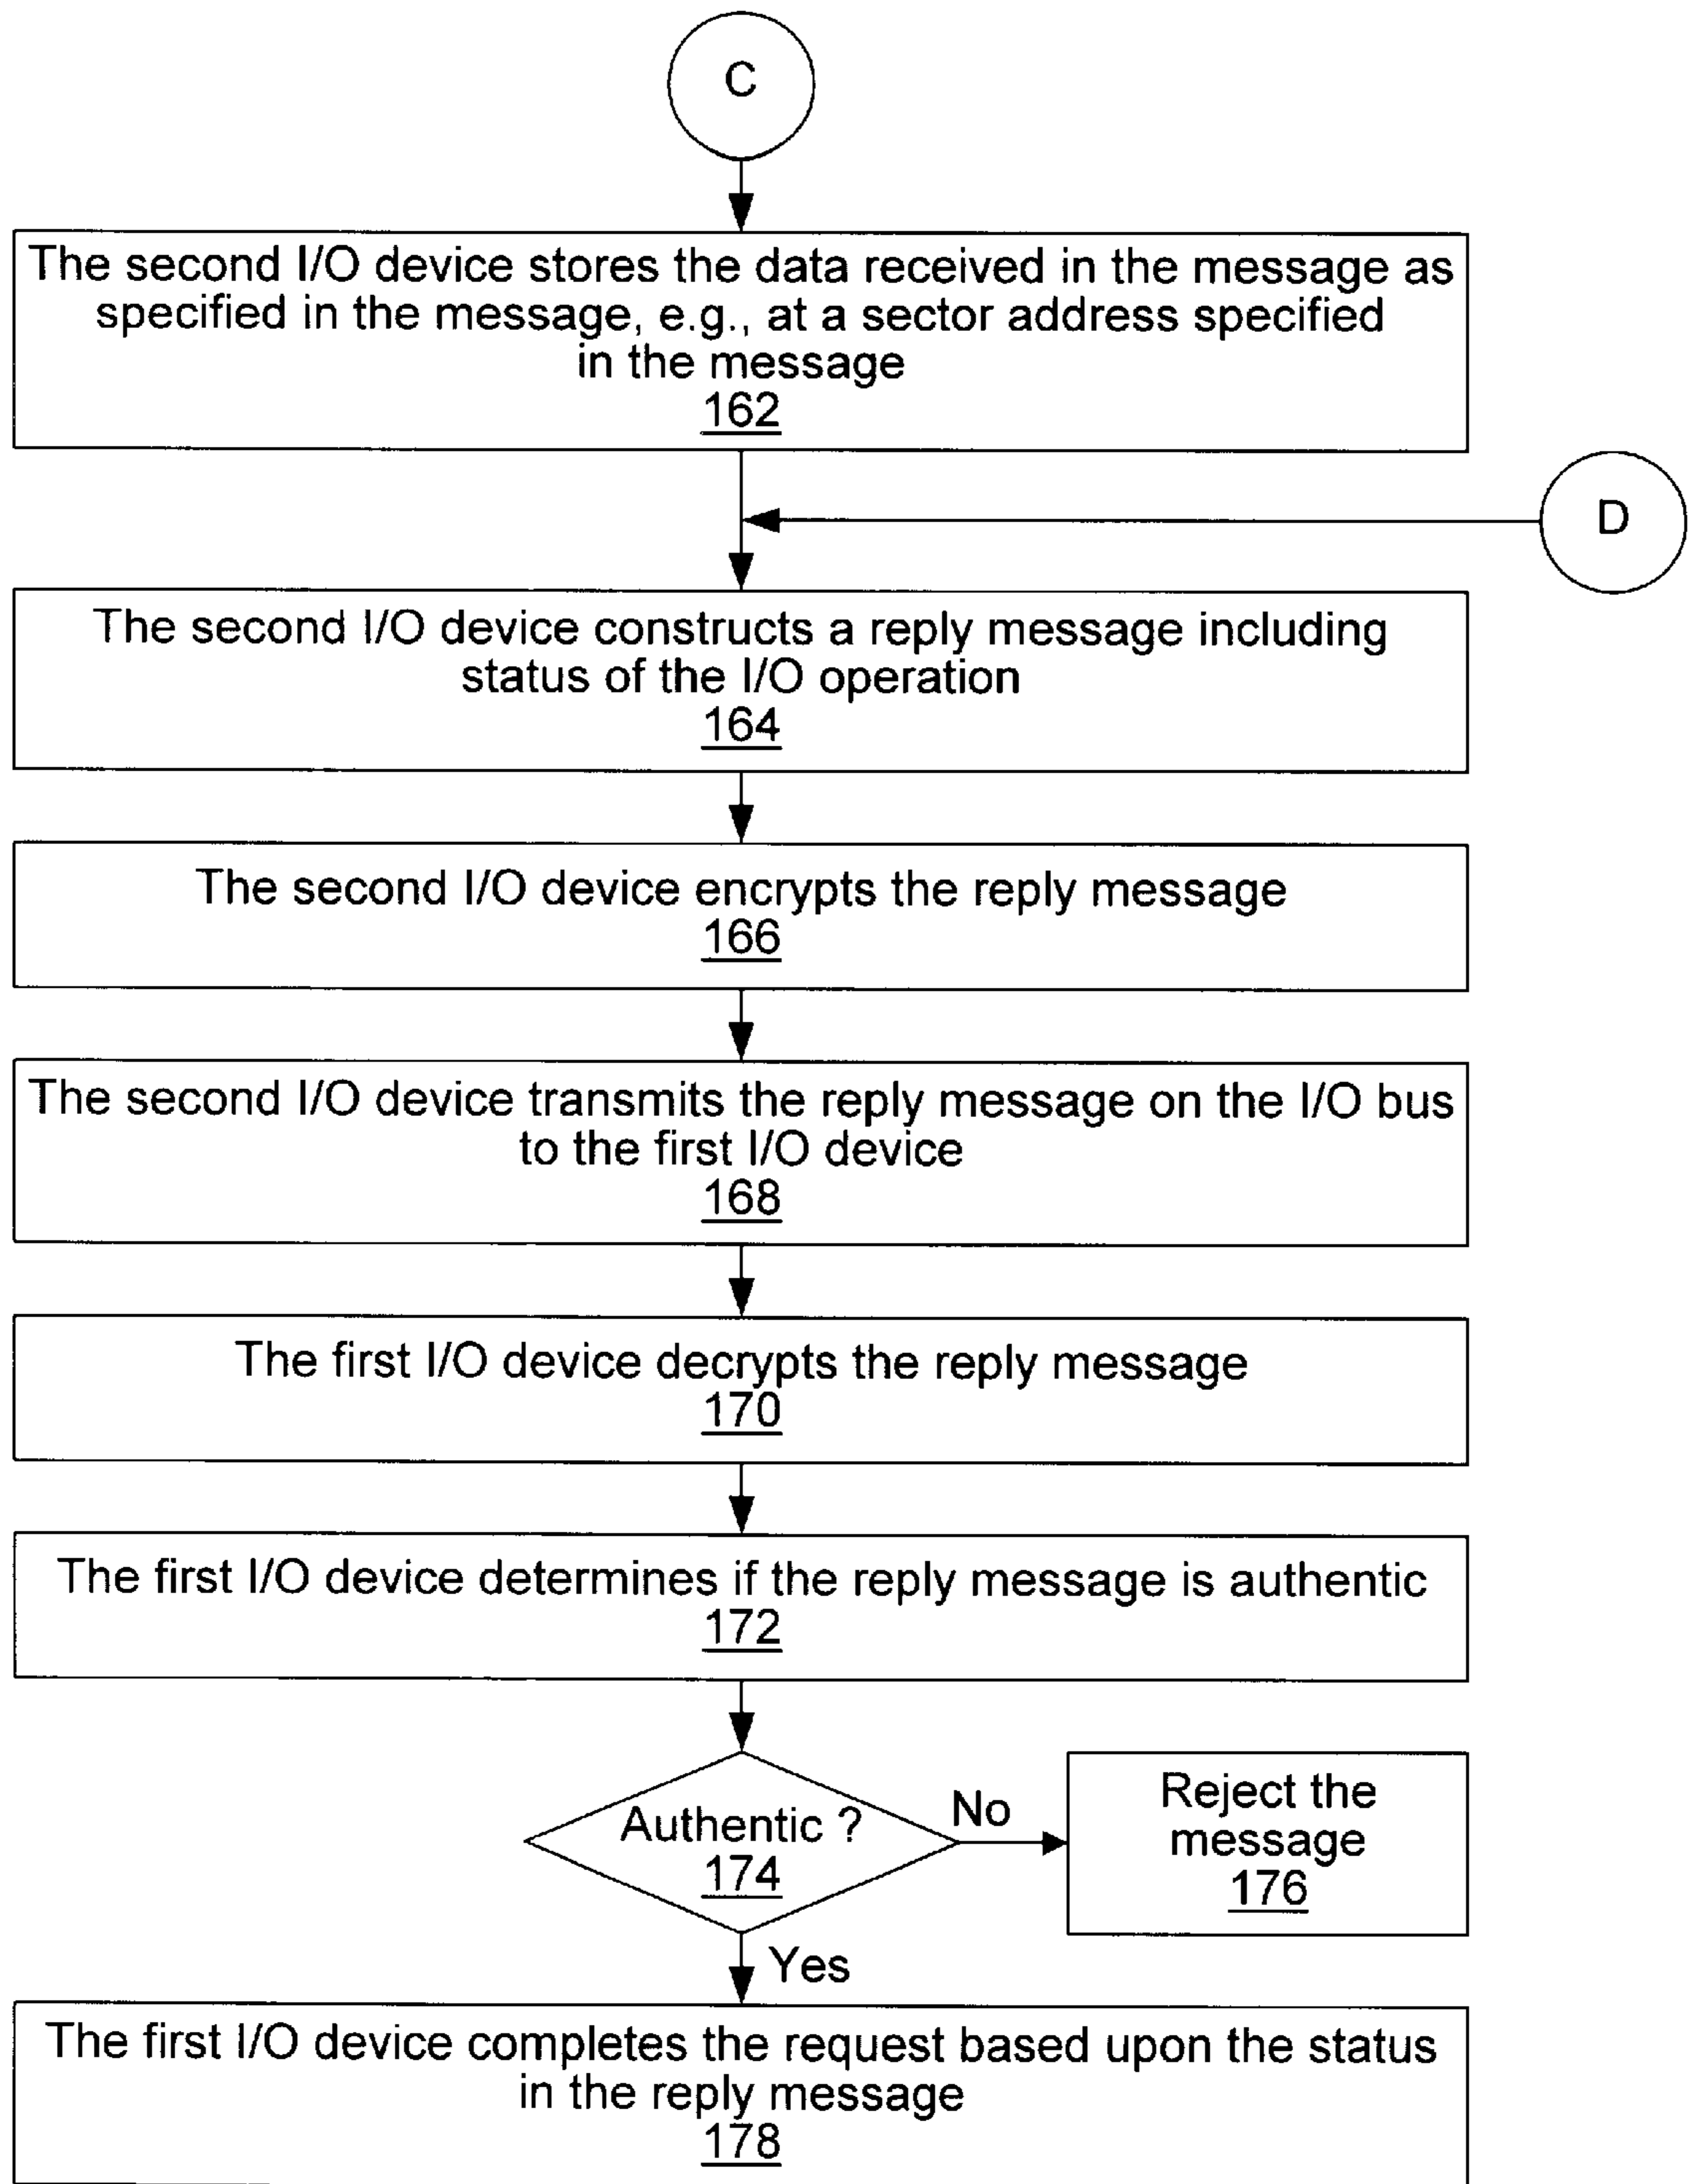 C
The second I/O device stores the data received in the message as
specified in the message, e.g., at a sector address specified
in the message
162
D
The second I/O device constructs a reply message including
status of the I/O operation
164
The second I/O device encrypts the reply message
166
The second I/O device transmits the reply message on the I/O bus
to the first I/O device
168
The first I/O device decrypts the reply message
170
The first I/O device determines if the reply message is authentic
172
Authentic ?
174
No
Reject the
message
176
Yes
The first I/O device completes the request based upon the status
in the reply message
178